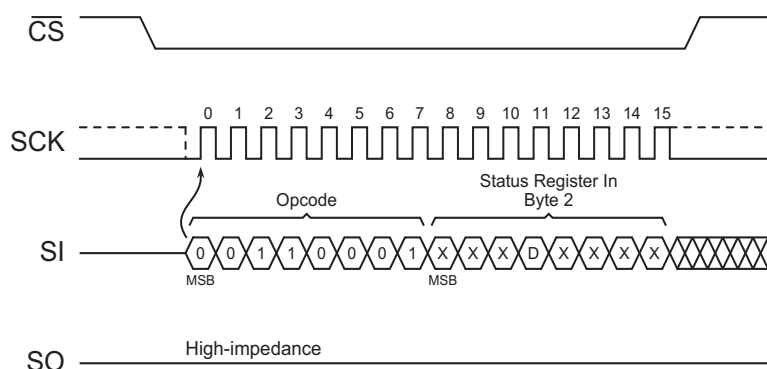 CS
0 1 2 3 4 5 6 7 8 9 10 11 12 13 14 15
SCK
Status Register In
Opcode Byte 2
SI 0 0 1 1 0 0 0 1 X X X D X X X X
MSB MSB
High-impedance
SO